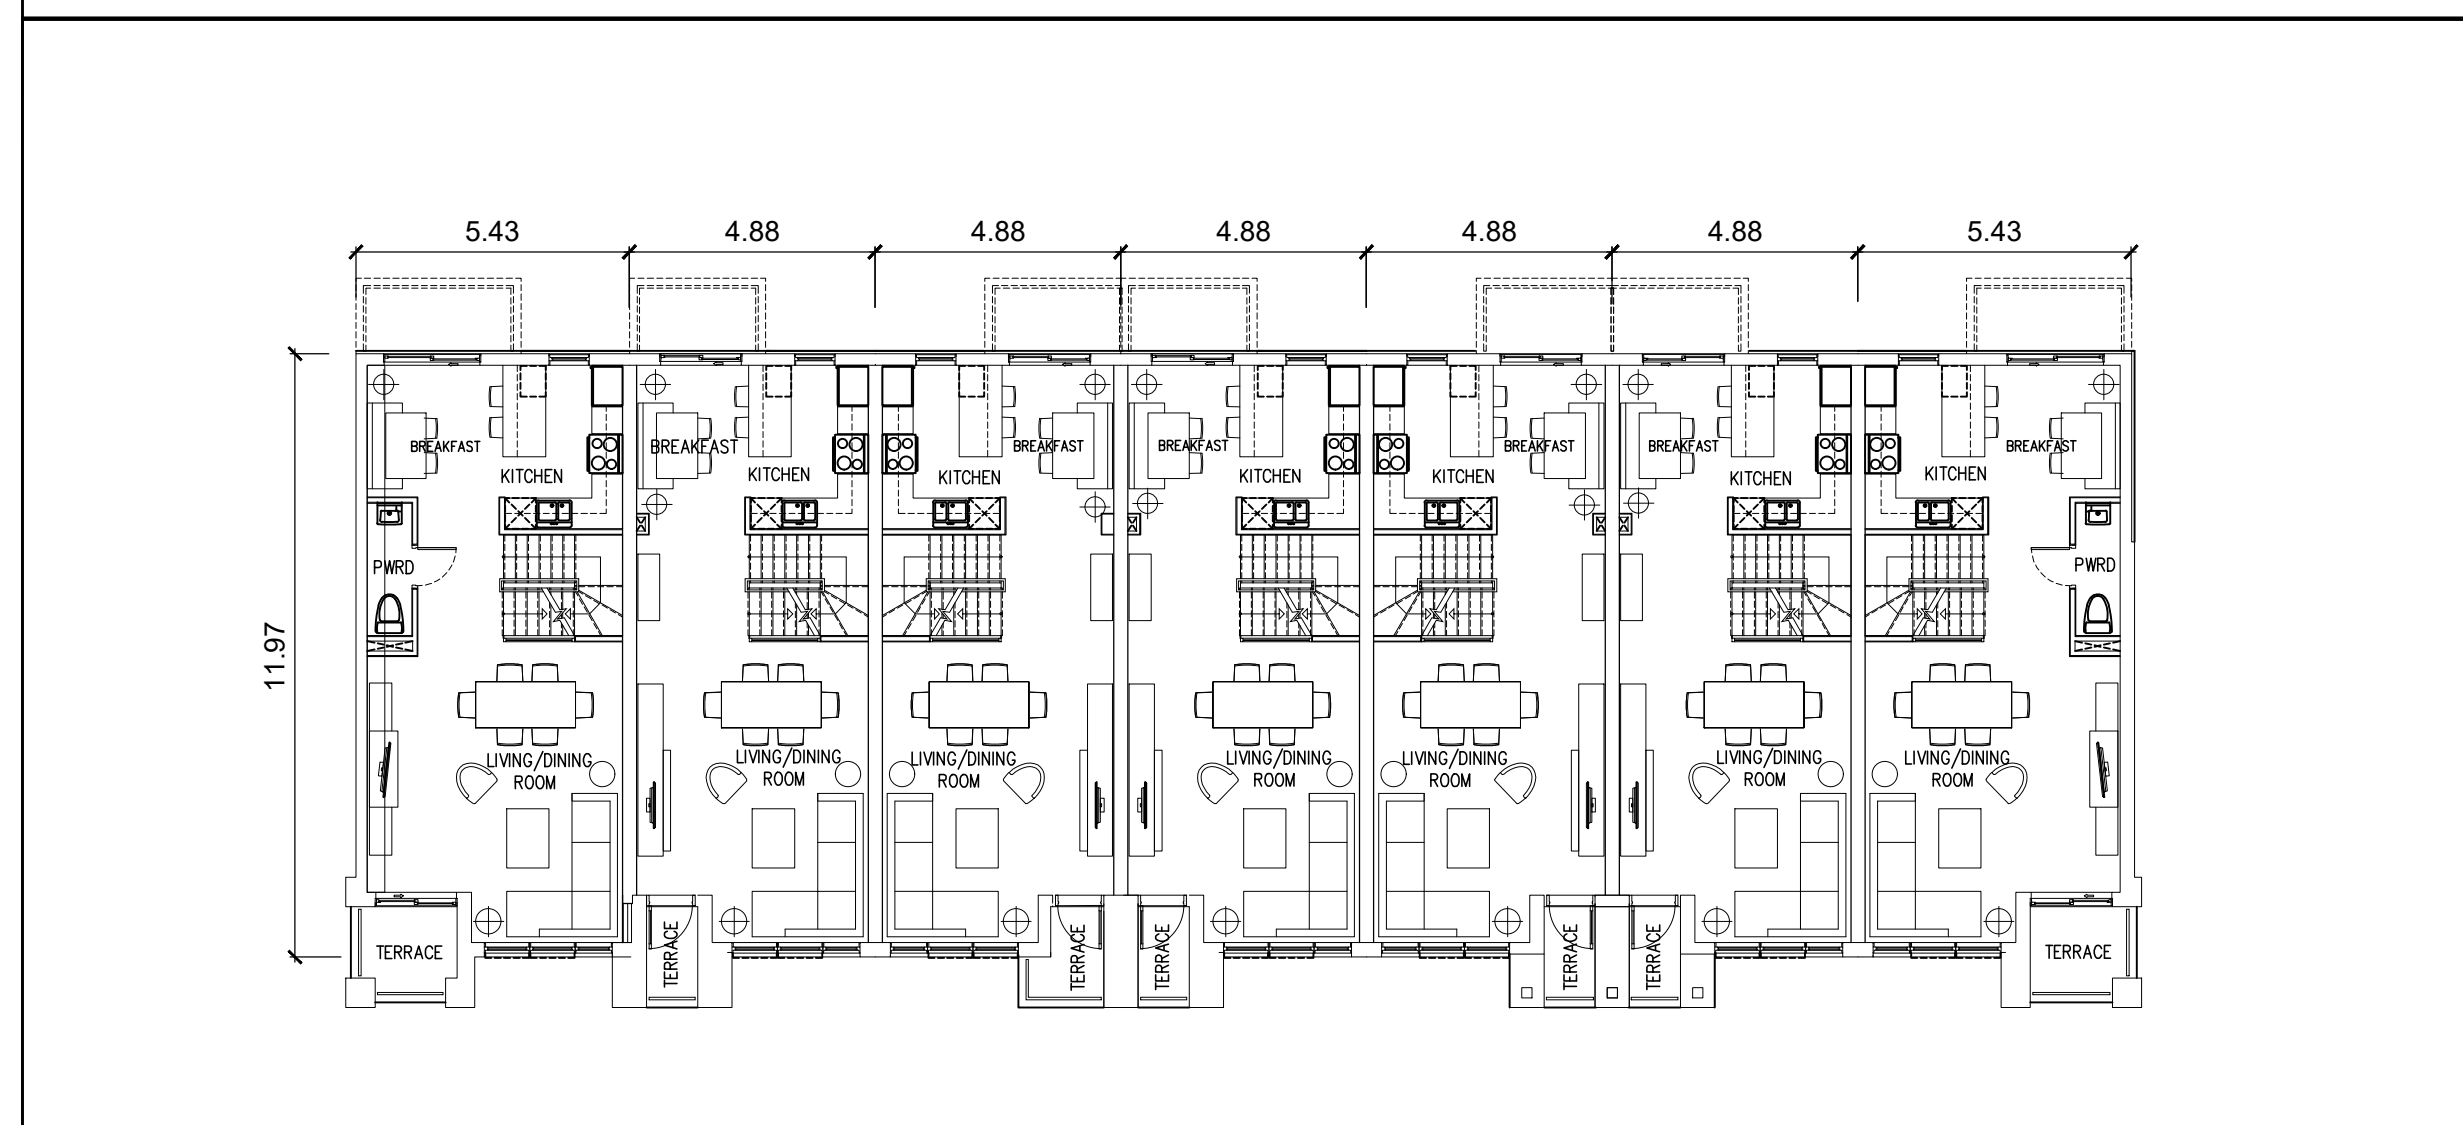 5.43
4.88
4.88
4.88
4.88
4.88
5.43
11.97
BREAKFAST
BREAKFAST
BREAKFAST
BREAKFAST
BREAKFAST
BREAKFAST
BREAKFAST
KITCHEN
KITCHEN
KITCHEN
KITCHEN
KITCHEN
KITCHEN
KITCHEN
PWRD
PWRD
LIVING/DINING
ROOM
LIVING/DINING
ROOM
LIVING/DINING
ROOM
LIVING/DINING
ROOM
LIVING/DINING
ROOM
LIVING/DINING
ROOM
LIVING/DINING
ROOM
TERRACE
TERRACE
TERRACE
TERRACE
TERRACE
TERRACE
TERRACE